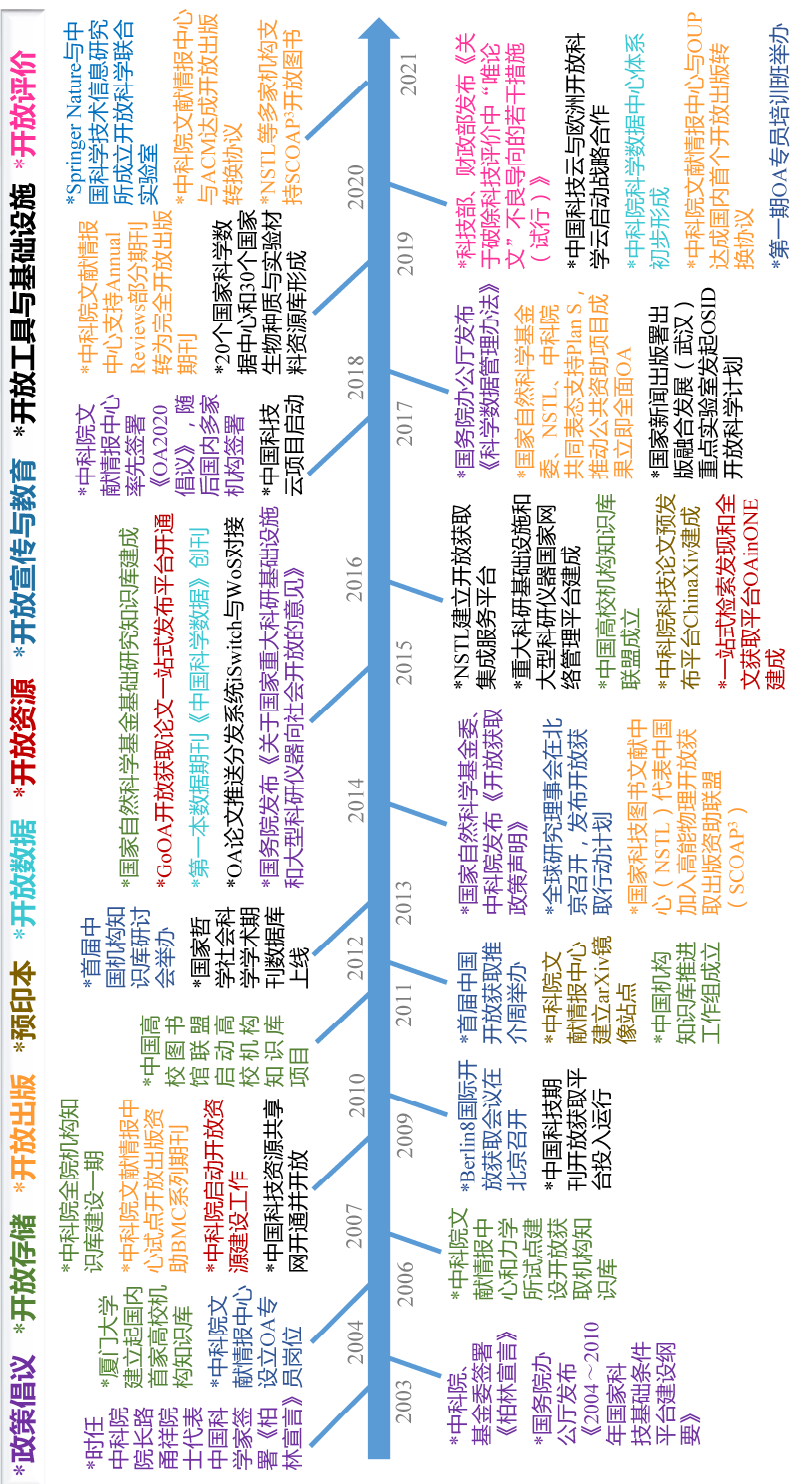 *政策倡议 *开放存储 *开放出版 *预印本 *开放数据 *开放资源 *开放宣传与教育 *开放工具与基础设施 *开放评价
*时任
中科院
院长路
甬祥院
士代表
中国科
学家签
署《柏
林宣言》
*厦门大学
建立起国内
首家高校机
构知识库
*中科院文
献情报中心
设立OA专
员岗位
*中科院全院机构知
识库建设一期
*中科院文献情报中
心试点开放出版资
助BMC系列期刊
*中科院启动开放资
源建设工作
*中国科技资源共享
网开通并开放
*中国高
校图书
馆联盟
启动高
校机构
知识库
项目
*首届中
国机构知
识库研讨
会举办
*国家哲
学社会科
学学术期
刊数据库
上线
*国家自然科学基金基础研究知识库建成
*GoOA开放获取论文一站式发布平台开通
*第一本数据期刊《中国科学数据》创刊
*OA论文推送分发系统iSwitch与WoS对接
*国务院发布《关于国家重大科研基础设施
和大型科研仪器向社会开放的意见》
*中科院文
献情报中心
率先签署
《OA2020
倡议》，随
后国内多家
机构签署
*中国科技
云项目启动
*中科院文献情报
中心支持Annual
Reviews部分期刊
转为完全开放出版
期刊
*20个国家科学数
据中心和30个国家
生物种质与实验材
料资源库形成
*Springer Nature与中
国科学技术信息研究
所成立开放科学联合
实验室
*中科院文献情报中心
与ACM达成开放出版
转换协议
*NSTL等多家机构支
持SCOAP³开放图书
2003
2004
2006
2007
2009
2010
2011
2012
2013
2014
2015
2016
2017
2018
2019
2020
2021
*中科院、
基金委签署
《柏林宣言》
*国务院办
公厅发布
《2004～2010
年国家科
技基础条件
平台建设纲
要》
*中科院文
献情报中
心和力学
所试点建
设开放获
取机构知
识库
*Berlin8国际开
放获取会议在
北京召开
*中国科技期
刊开放获取平
台投入运行
*首届中国
开放获取推
介周举办
*中科院文
献情报中心
建立arXiv镜
像站点
*中国机构
知识库推进
工作组成立
*国家自然科学基金委、
中科院发布《开放获取
政策声明》
*全球研究理事会在北
京召开，发布开放获
取行动计划
*国家科技图书文献中
心（NSTL）代表中国
加入高能物理开放获
取出版资助联盟
（SCOAP³）
*NSTL建立开放获取
集成服务平台
*重大科研基础设施和
大型科研仪器国家网
络管理平台建成
*中国高校机构知识库
联盟成立
*中科院科技论文预发
布平台ChinaXiv建成
*一站式检索发现和全
文获取平台OAinONE
建成
*国务院办公厅发布
《科学数据管理办法》
*国家自然科学基金
委、NSTL、中科院
共同表态支持Plan S，
推动公共资助项目成
果立即全面OA
*国家新闻出版署出
版融合发展（武汉）
重点实验室发起OSID
开放科学计划
*科技部、财政部发布《关
于破除科技评价中“唯论
文”不良导向的若干措施
（试行）》
*中国科技云与欧洲开放科
学云启动战略合作
*中科院科学数据中心体系
初步形成
*中科院文献情报中心与OUP
达成国内首个开放出版转
换协议
*第一期OA专员培训班举办